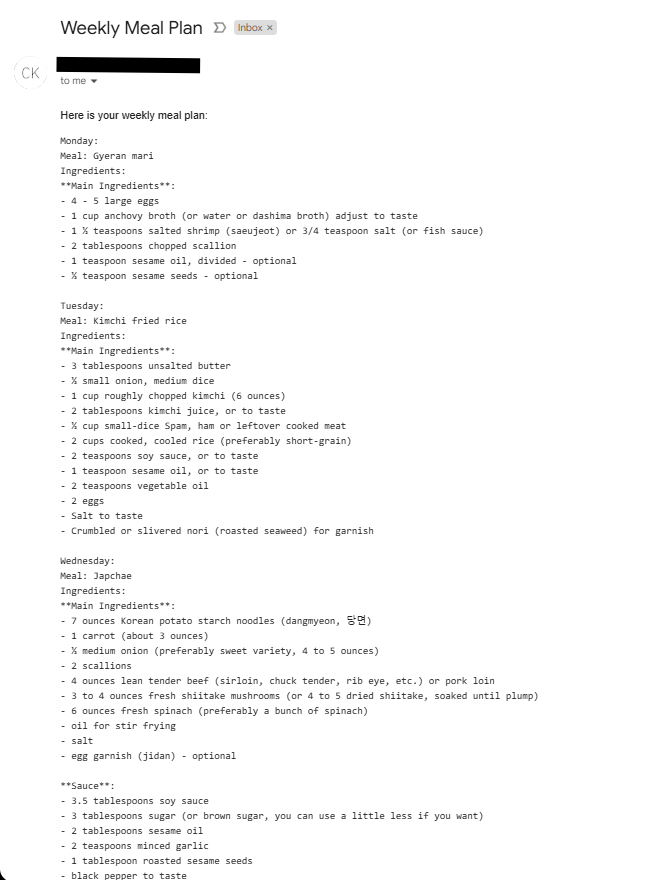 Weekly Meal Plan Inbox ×
CK
to me
Here is your weekly meal plan:
Monday:
Meal: Gyeran mari
Ingredients:
**Main Ingredients**:
- 4 - 5 large eggs
- 1 cup anchovy broth (or water or dashima broth) adjust to taste
- 1 ½ teaspoons salted shrimp (saeujeot) or 3/4 teaspoon salt (or fish sauce)
- 2 tablespoons chopped scallion
- 1 teaspoon sesame oil, divided - optional
- ½ teaspoon sesame seeds - optional
Tuesday:
Meal: Kimchi fried rice
Ingredients:
**Main Ingredients**:
- 3 tablespoons unsalted butter
- ½ small onion, medium dice
- 1 cup roughly chopped kimchi (6 ounces)
- 2 tablespoons kimchi juice, or to taste
- ½ cup small-dice Spam, ham or leftover cooked meat
- 2 cups cooked, cooled rice (preferably short-grain)
- 2 teaspoons soy sauce, or to taste
- 1 teaspoon sesame oil, or to taste
- 2 teaspoons vegetable oil
- 2 eggs
- Salt to taste
- Crumbled or slivered nori (roasted seaweed) for garnish
Wednesday:
Meal: Japchae
Ingredients:
**Main Ingredients**:
- 7 ounces Korean potato starch noodles (dangmyeon, 당면)
- 1 carrot (about 3 ounces)
- ½ medium onion (preferably sweet variety, 4 to 5 ounces)
- 2 scallions
- 4 ounces lean tender beef (sirloin, chuck tender, rib eye, etc.) or pork loin
- 3 to 4 ounces fresh shiitake mushrooms (or 4 to 5 dried shiitake, soaked until plump)
- 6 ounces fresh spinach (preferably a bunch of spinach)
- oil for stir frying
- salt
- egg garnish (jidan) - optional
**Sauce**:
- 3.5 tablespoons soy sauce
- 3 tablespoons sugar (or brown sugar, you can use a little less if you want)
- 2 tablespoons sesame oil
- 2 teaspoons minced garlic
- 1 tablespoon roasted sesame seeds
- black pepper to taste